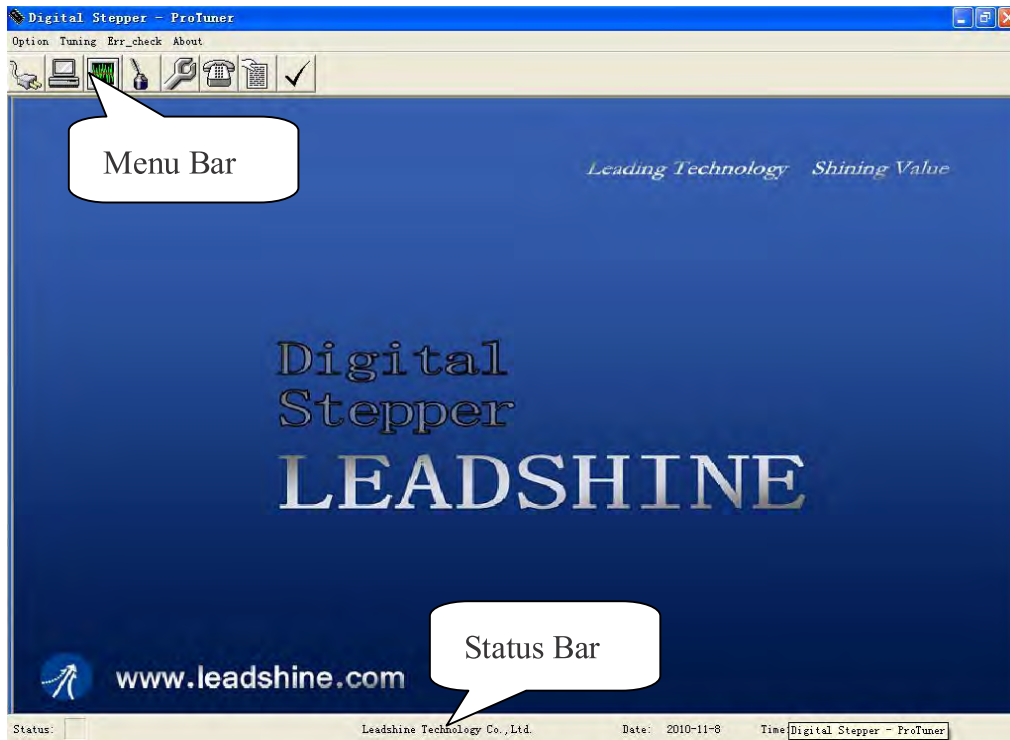 Digital Stepper - ProTuner
Option Tuning Err_check About
Menu Bar
Leading Technology Shining Value
Digital
Stepper
LEADSHINE
Status Bar
www.leadshine.com
Status: Leadshine Technology Co.,Ltd. Date: 2010-11-8 Time: Digital Stepper - ProTuner